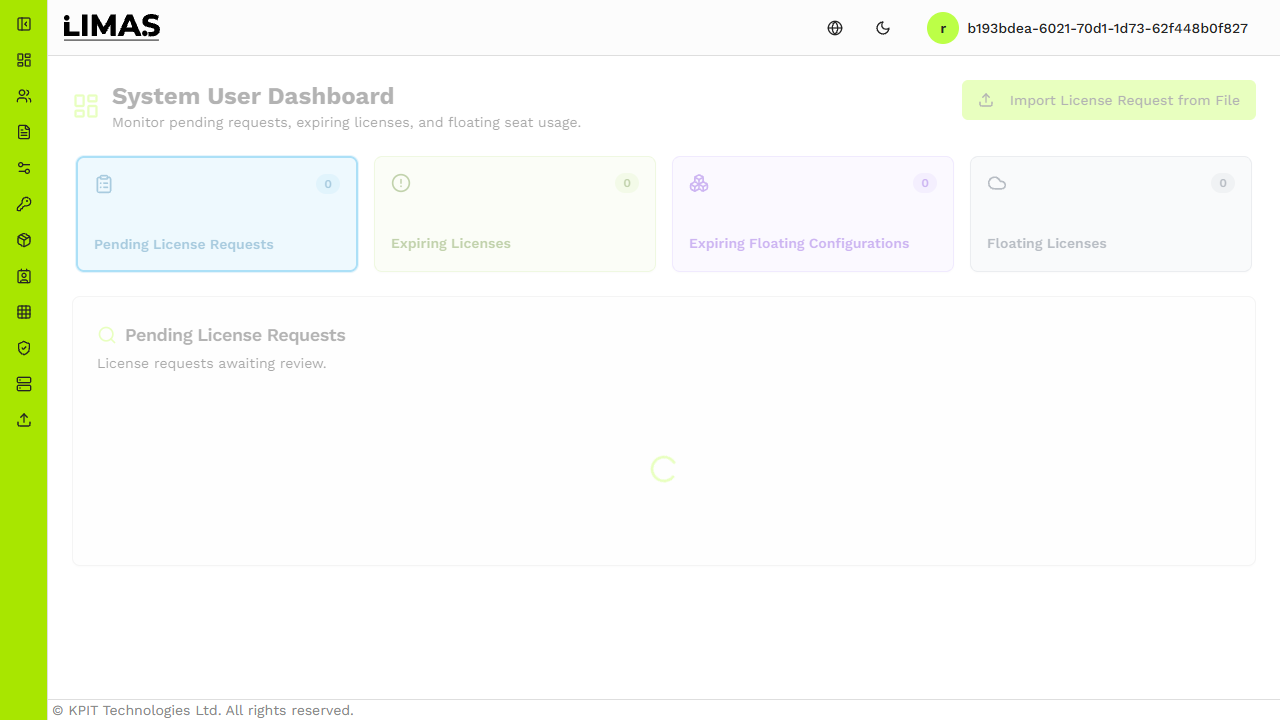 iLIMAS
r
b193bdea-6021-70d1-1d73-62f448b0f827
System User Dashboard
Monitor pending requests, expiring licenses, and floating seat usage.
Import License Request from File
0
Pending License Requests
0
Expiring Licenses
0
Expiring Floating Configurations
0
Floating Licenses
Pending License Requests
License requests awaiting review.
© KPIT Technologies Ltd. All rights reserved.